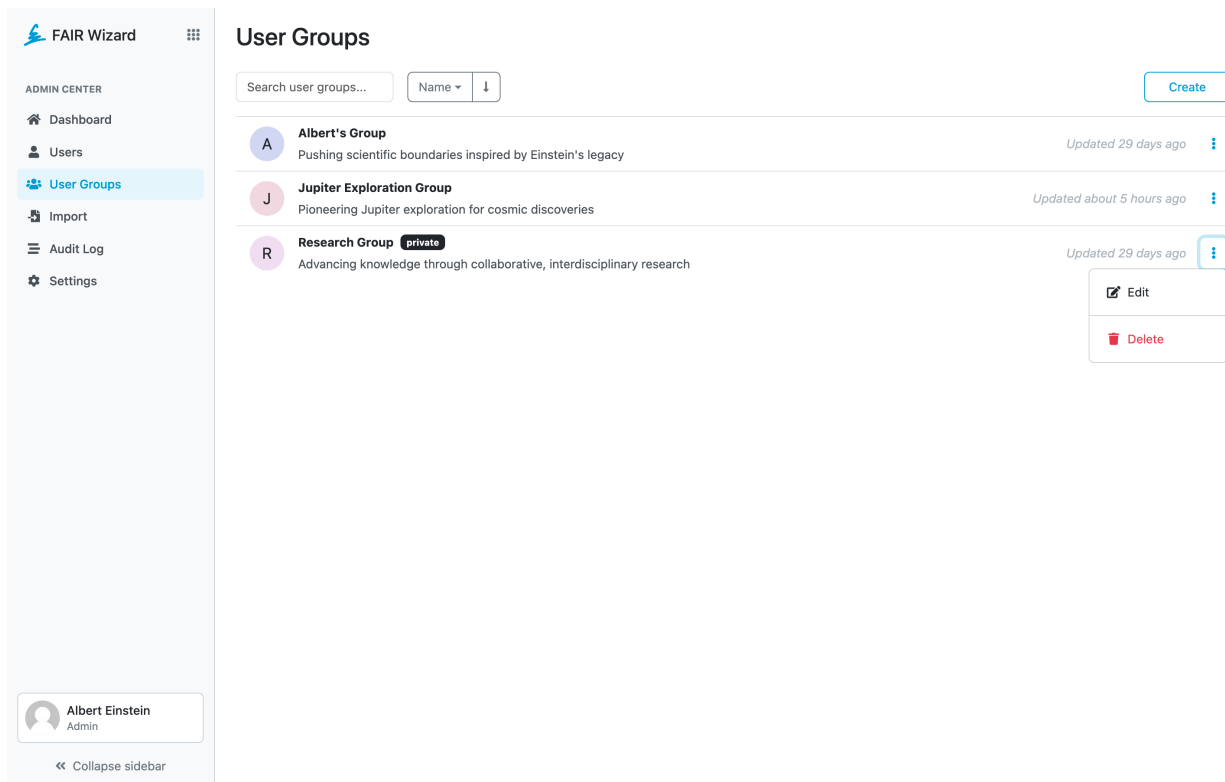 FAIR Wizard
ADMIN CENTER
Dashboard
Users
User Groups
Import
Audit Log
Settings
Albert Einstein
Admin
Collapse sidebar
User Groups
Search user groups...
Name
Create
A
Albert's Group
Pushing scientific boundaries inspired by Einstein's legacy
Updated 29 days ago
J
Jupiter Exploration Group
Pioneering Jupiter exploration for cosmic discoveries
Updated about 5 hours ago
R
Research Group private
Advancing knowledge through collaborative, interdisciplinary research
Updated 29 days ago
Edit
Delete